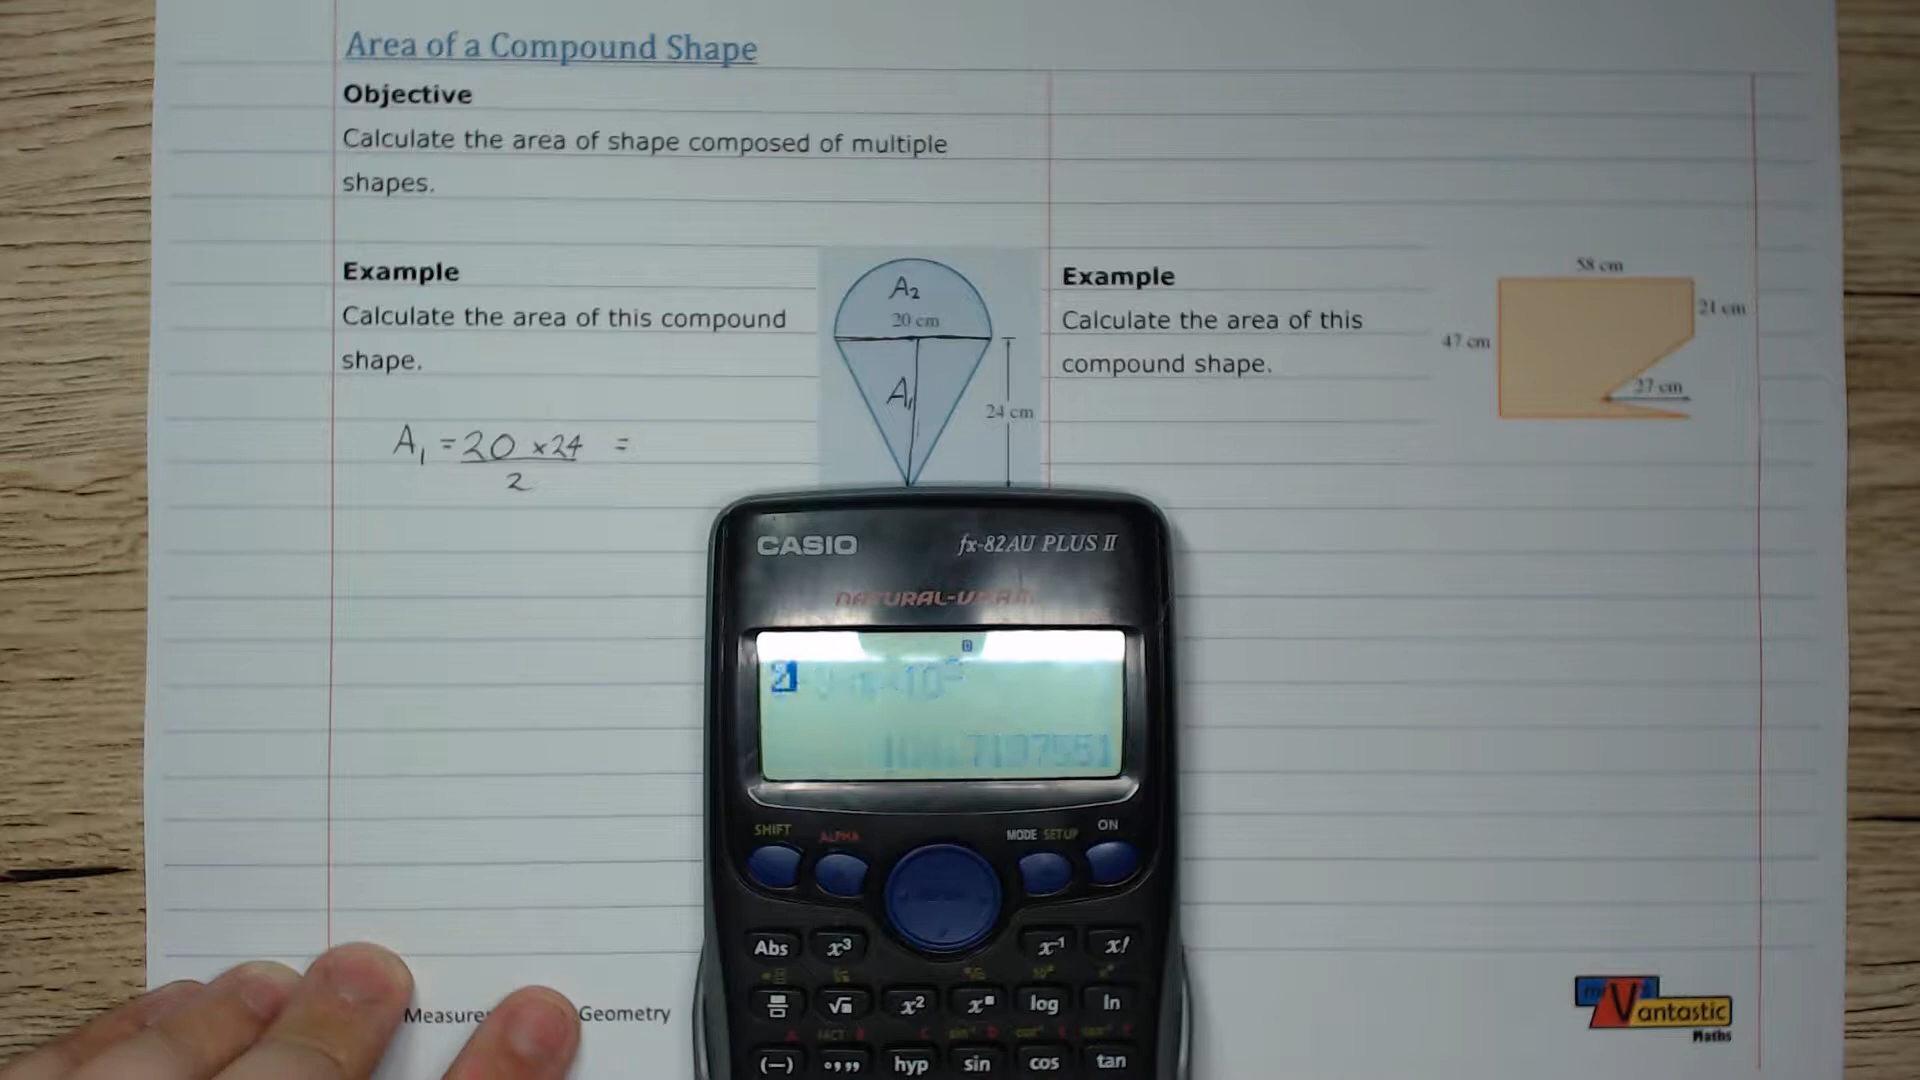 Area of a Compound Shape
Objective
Calculate the area of shape composed of multiple
shapes.
Example
Calculate the area of this compound
shape.
A₁ = 20 × 24 =
2
A₂
20 cm
A₁
24 cm
Example
Calculate the area of this
compound shape.
58 cm
21 cm
47 cm
27 cm
CASIO
fx-82AU PLUS II
SHIFT
ALPHA
MODE SETUP
ON
Abs
x³
x⁻¹
x!
x²
x■
log
ln
(−)
hyp
sin
cos
tan
Geometry
Vantastic
Maths